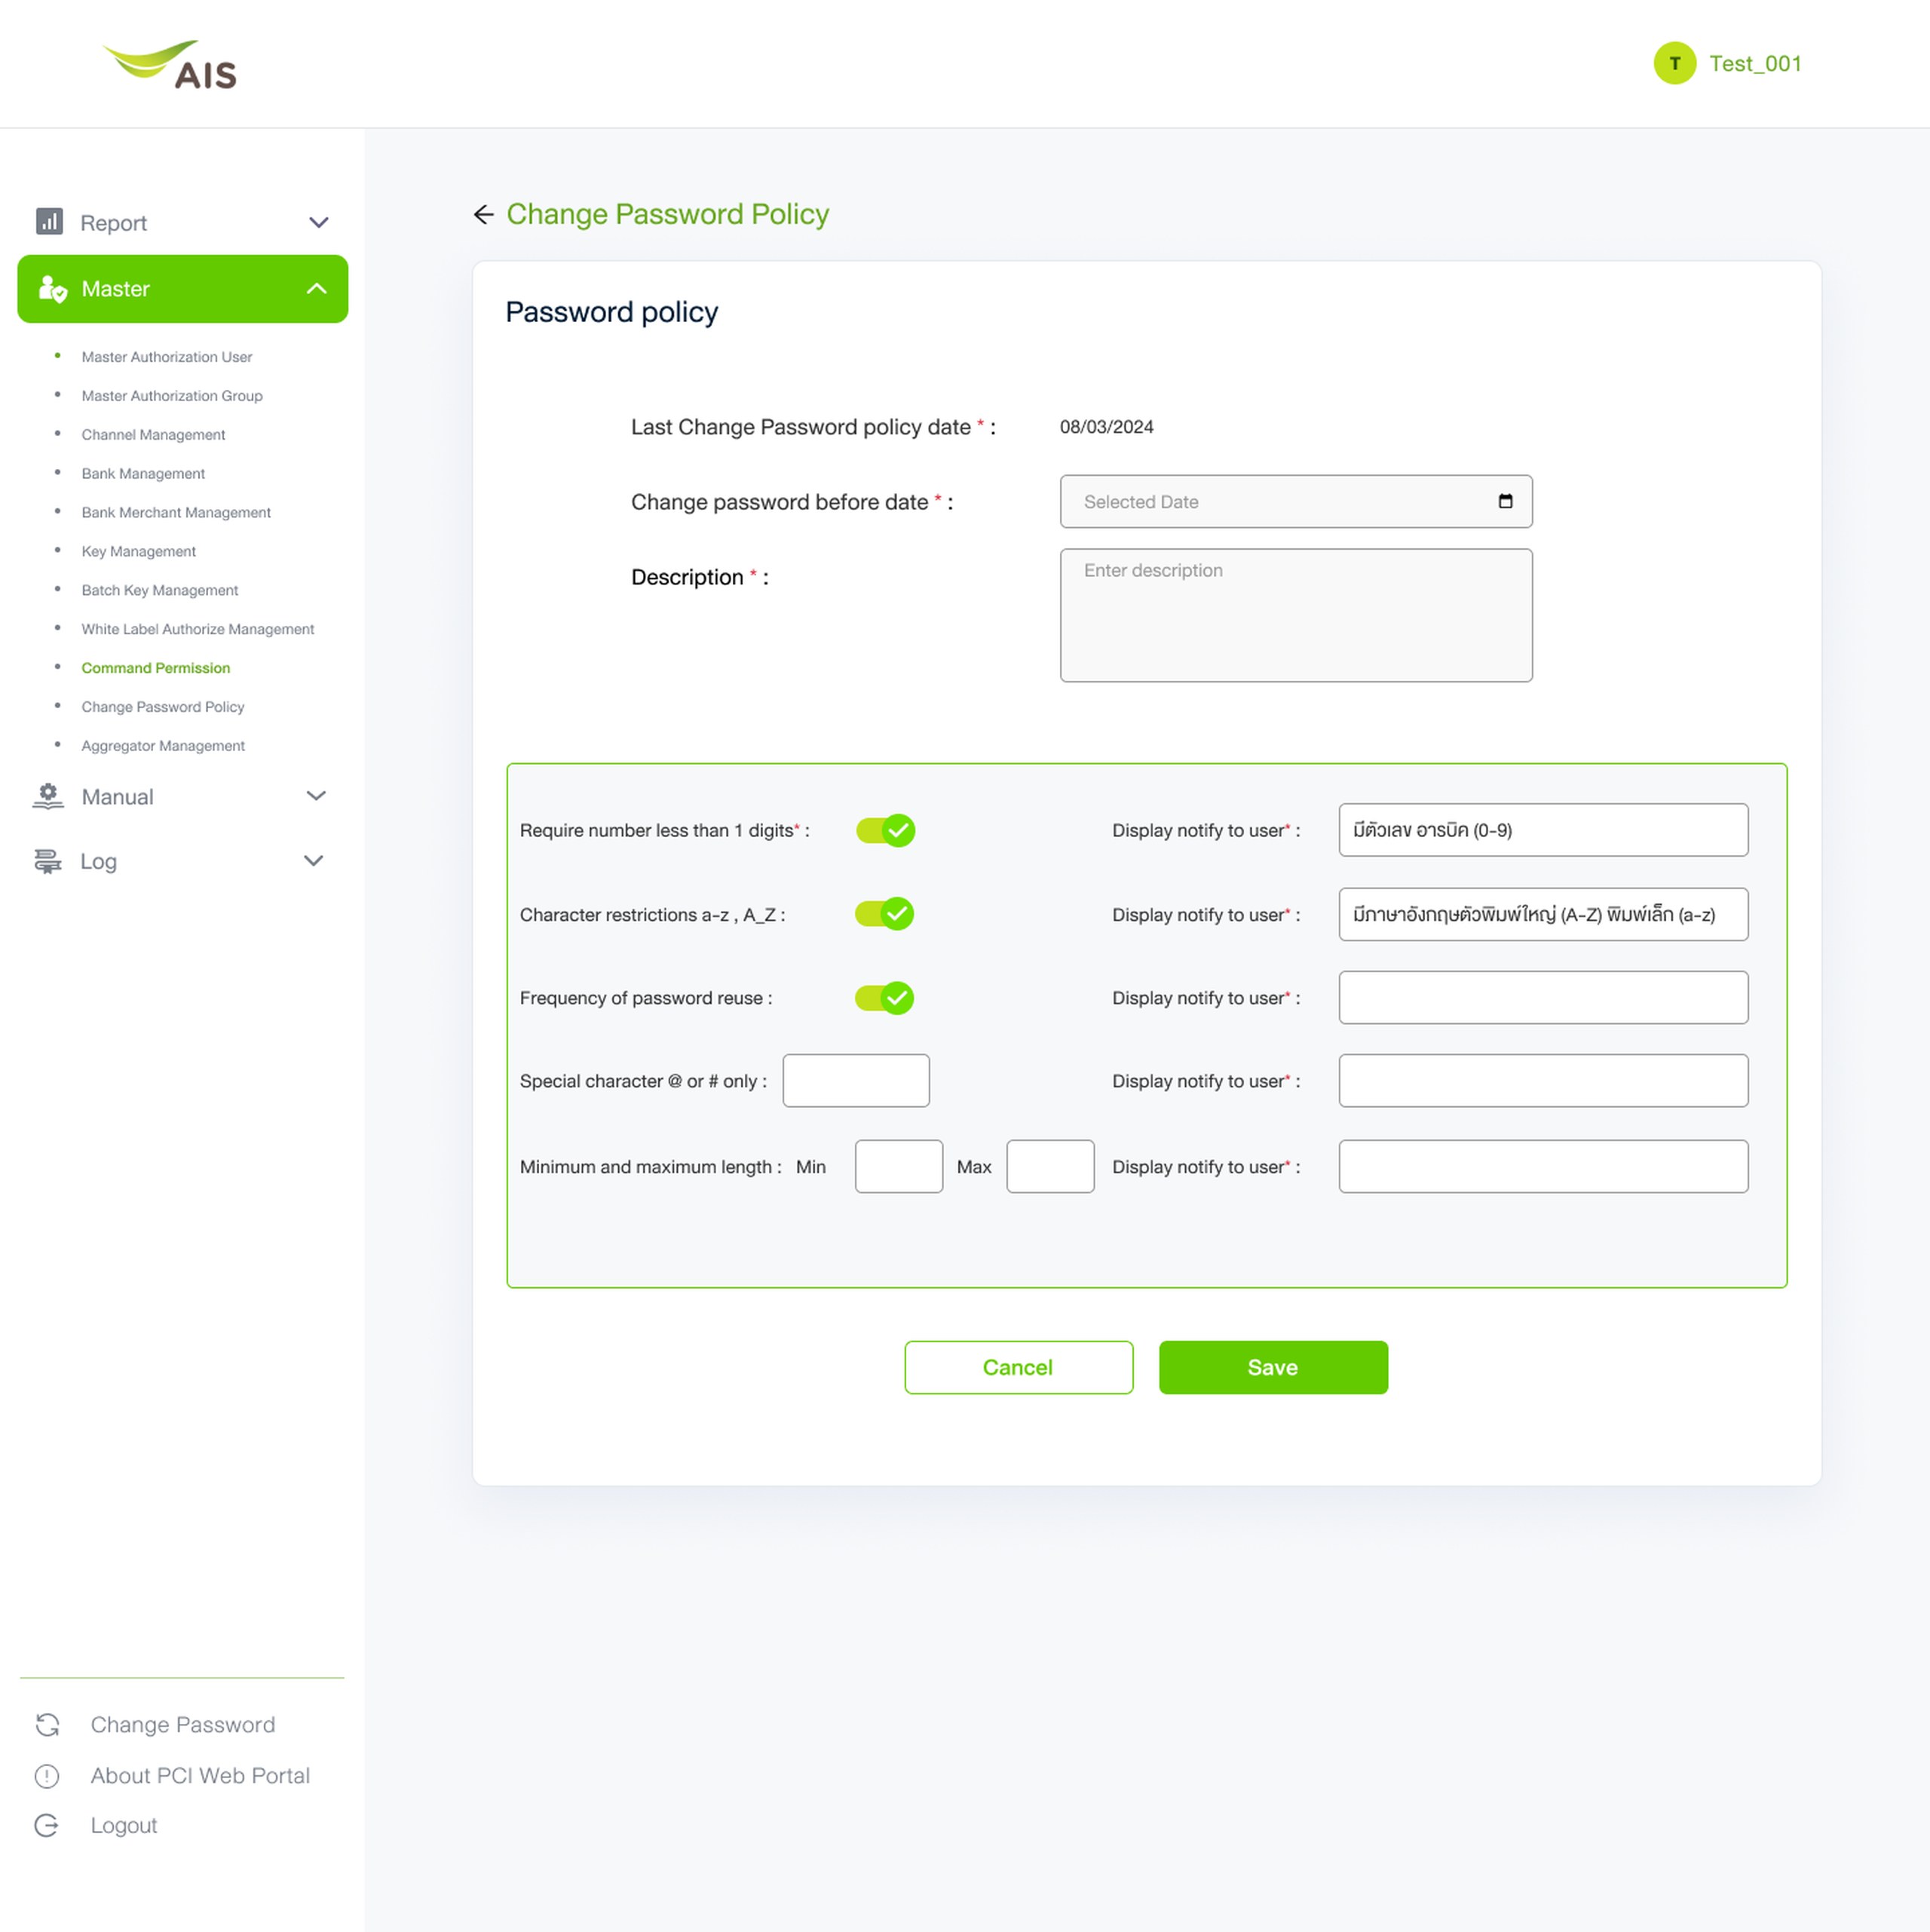 AIS
T Test_001
Report
Master
Master Authorization User
Master Authorization Group
Channel Management
Bank Management
Bank Merchant Management
Key Management
Batch Key Management
White Label Authorize Management
Command Permission
Change Password Policy
Aggregator Management
Manual
Log
Change Password
About PCI Web Portal
Logout
Change Password Policy
Password policy
Last Change Password policy date * : 08/03/2024
Change password before date * : Selected Date
Description * : Enter description
Require number less than 1 digits* : Display notify to user* : มีตัวเลข อารบิค (0-9)
Character restrictions a-z , A_Z : Display notify to user* : มีภาษาอังกฤษตัวพิมพ์ใหญ่ (A-Z) พิมพ์เล็ก (a-z)
Frequency of password reuse : Display notify to user* :
Special character @ or # only : Display notify to user* :
Minimum and maximum length : Min Max Display notify to user* :
Cancel Save